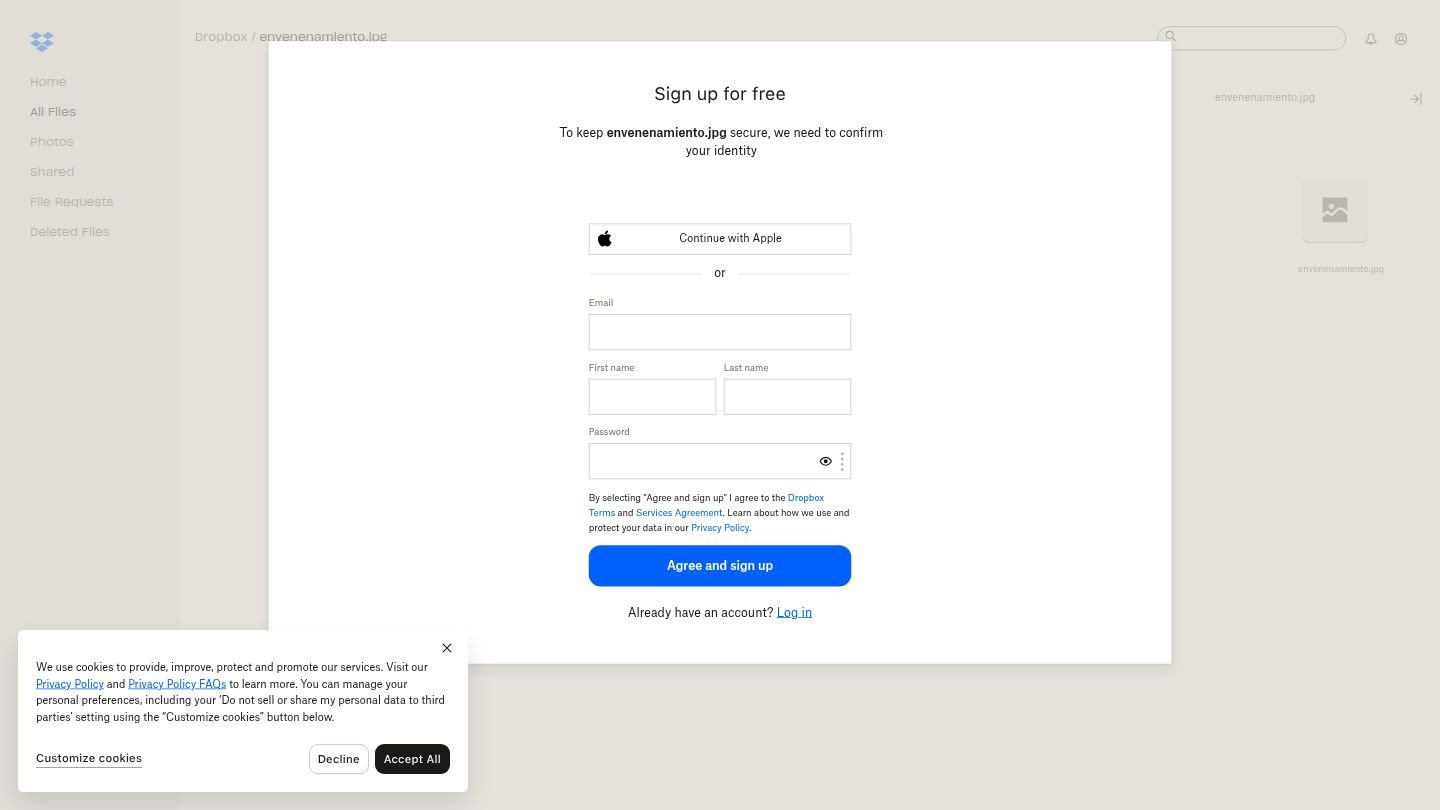 Dropbox / envenenamiento.jpg
Home
All Files
Photos
Shared
File Requests
Deleted Files
envenenamiento.jpg
envenenamiento.jpg
Sign up for free
To keep envenenamiento.jpg secure, we need to confirm
your identity
Continue with Apple
or
Email
First name
Last name
Password
By selecting "Agree and sign up" I agree to the Dropbox
Terms and Services Agreement. Learn about how we use and
protect your data in our Privacy Policy.
Agree and sign up
Already have an account? Log in
We use cookies to provide, improve, protect and promote our services. Visit our
Privacy Policy and Privacy Policy FAQs to learn more. You can manage your
personal preferences, including your ‘Do not sell or share my personal data to third
parties’ setting using the “Customize cookies” button below.
Customize cookies
Decline
Accept All